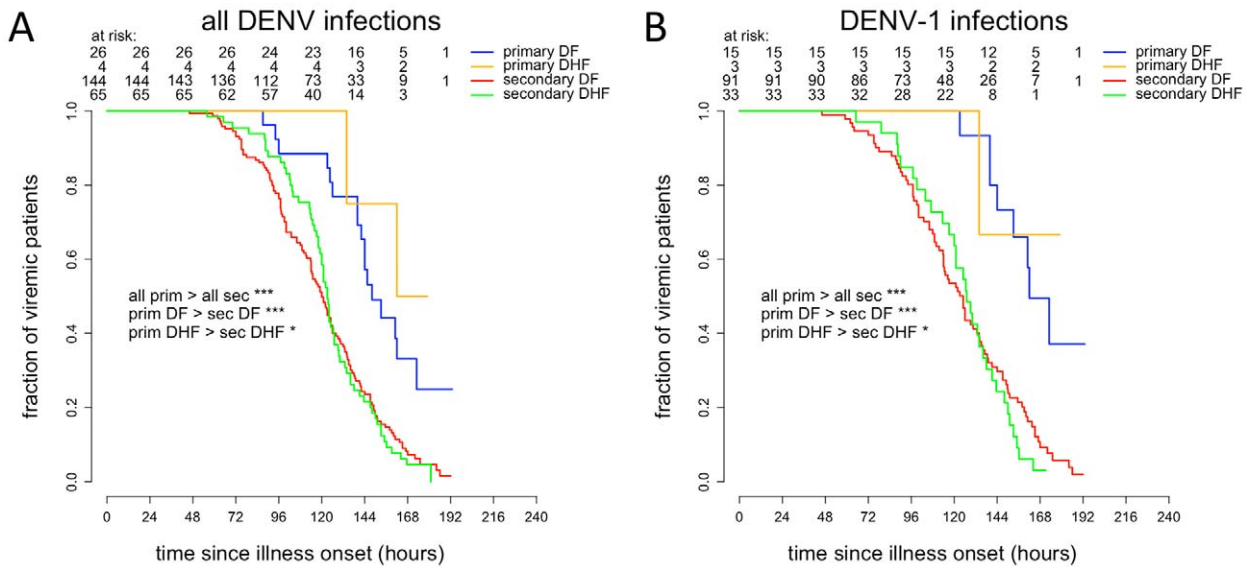 A
all DENV infections
at risk:
26 26 26 26 24 23 16 5 1
4 4 4 4 4 4 3 2
144 144 143 136 112 73 33 9 1
65 65 65 62 57 40 14 3
primary DF
primary DHF
secondary DF
secondary DHF
fraction of viremic patients
1.0
0.8
0.6
0.4
0.2
0.0
all prim > all sec ***
prim DF > sec DF ***
prim DHF > sec DHF *
0 24 48 72 96 120 144 168 192 216 240
time since illness onset (hours)
B
DENV-1 infections
at risk:
15 15 15 15 15 15 12 5 1
3 3 3 3 3 3 2 2
91 91 90 86 73 48 26 7 1
33 33 33 32 28 22 8 1
primary DF
primary DHF
secondary DF
secondary DHF
fraction of viremic patients
1.0
0.8
0.6
0.4
0.2
0.0
all prim > all sec ***
prim DF > sec DF ***
prim DHF > sec DHF *
0 24 48 72 96 120 144 168 192 216 240
time since illness onset (hours)